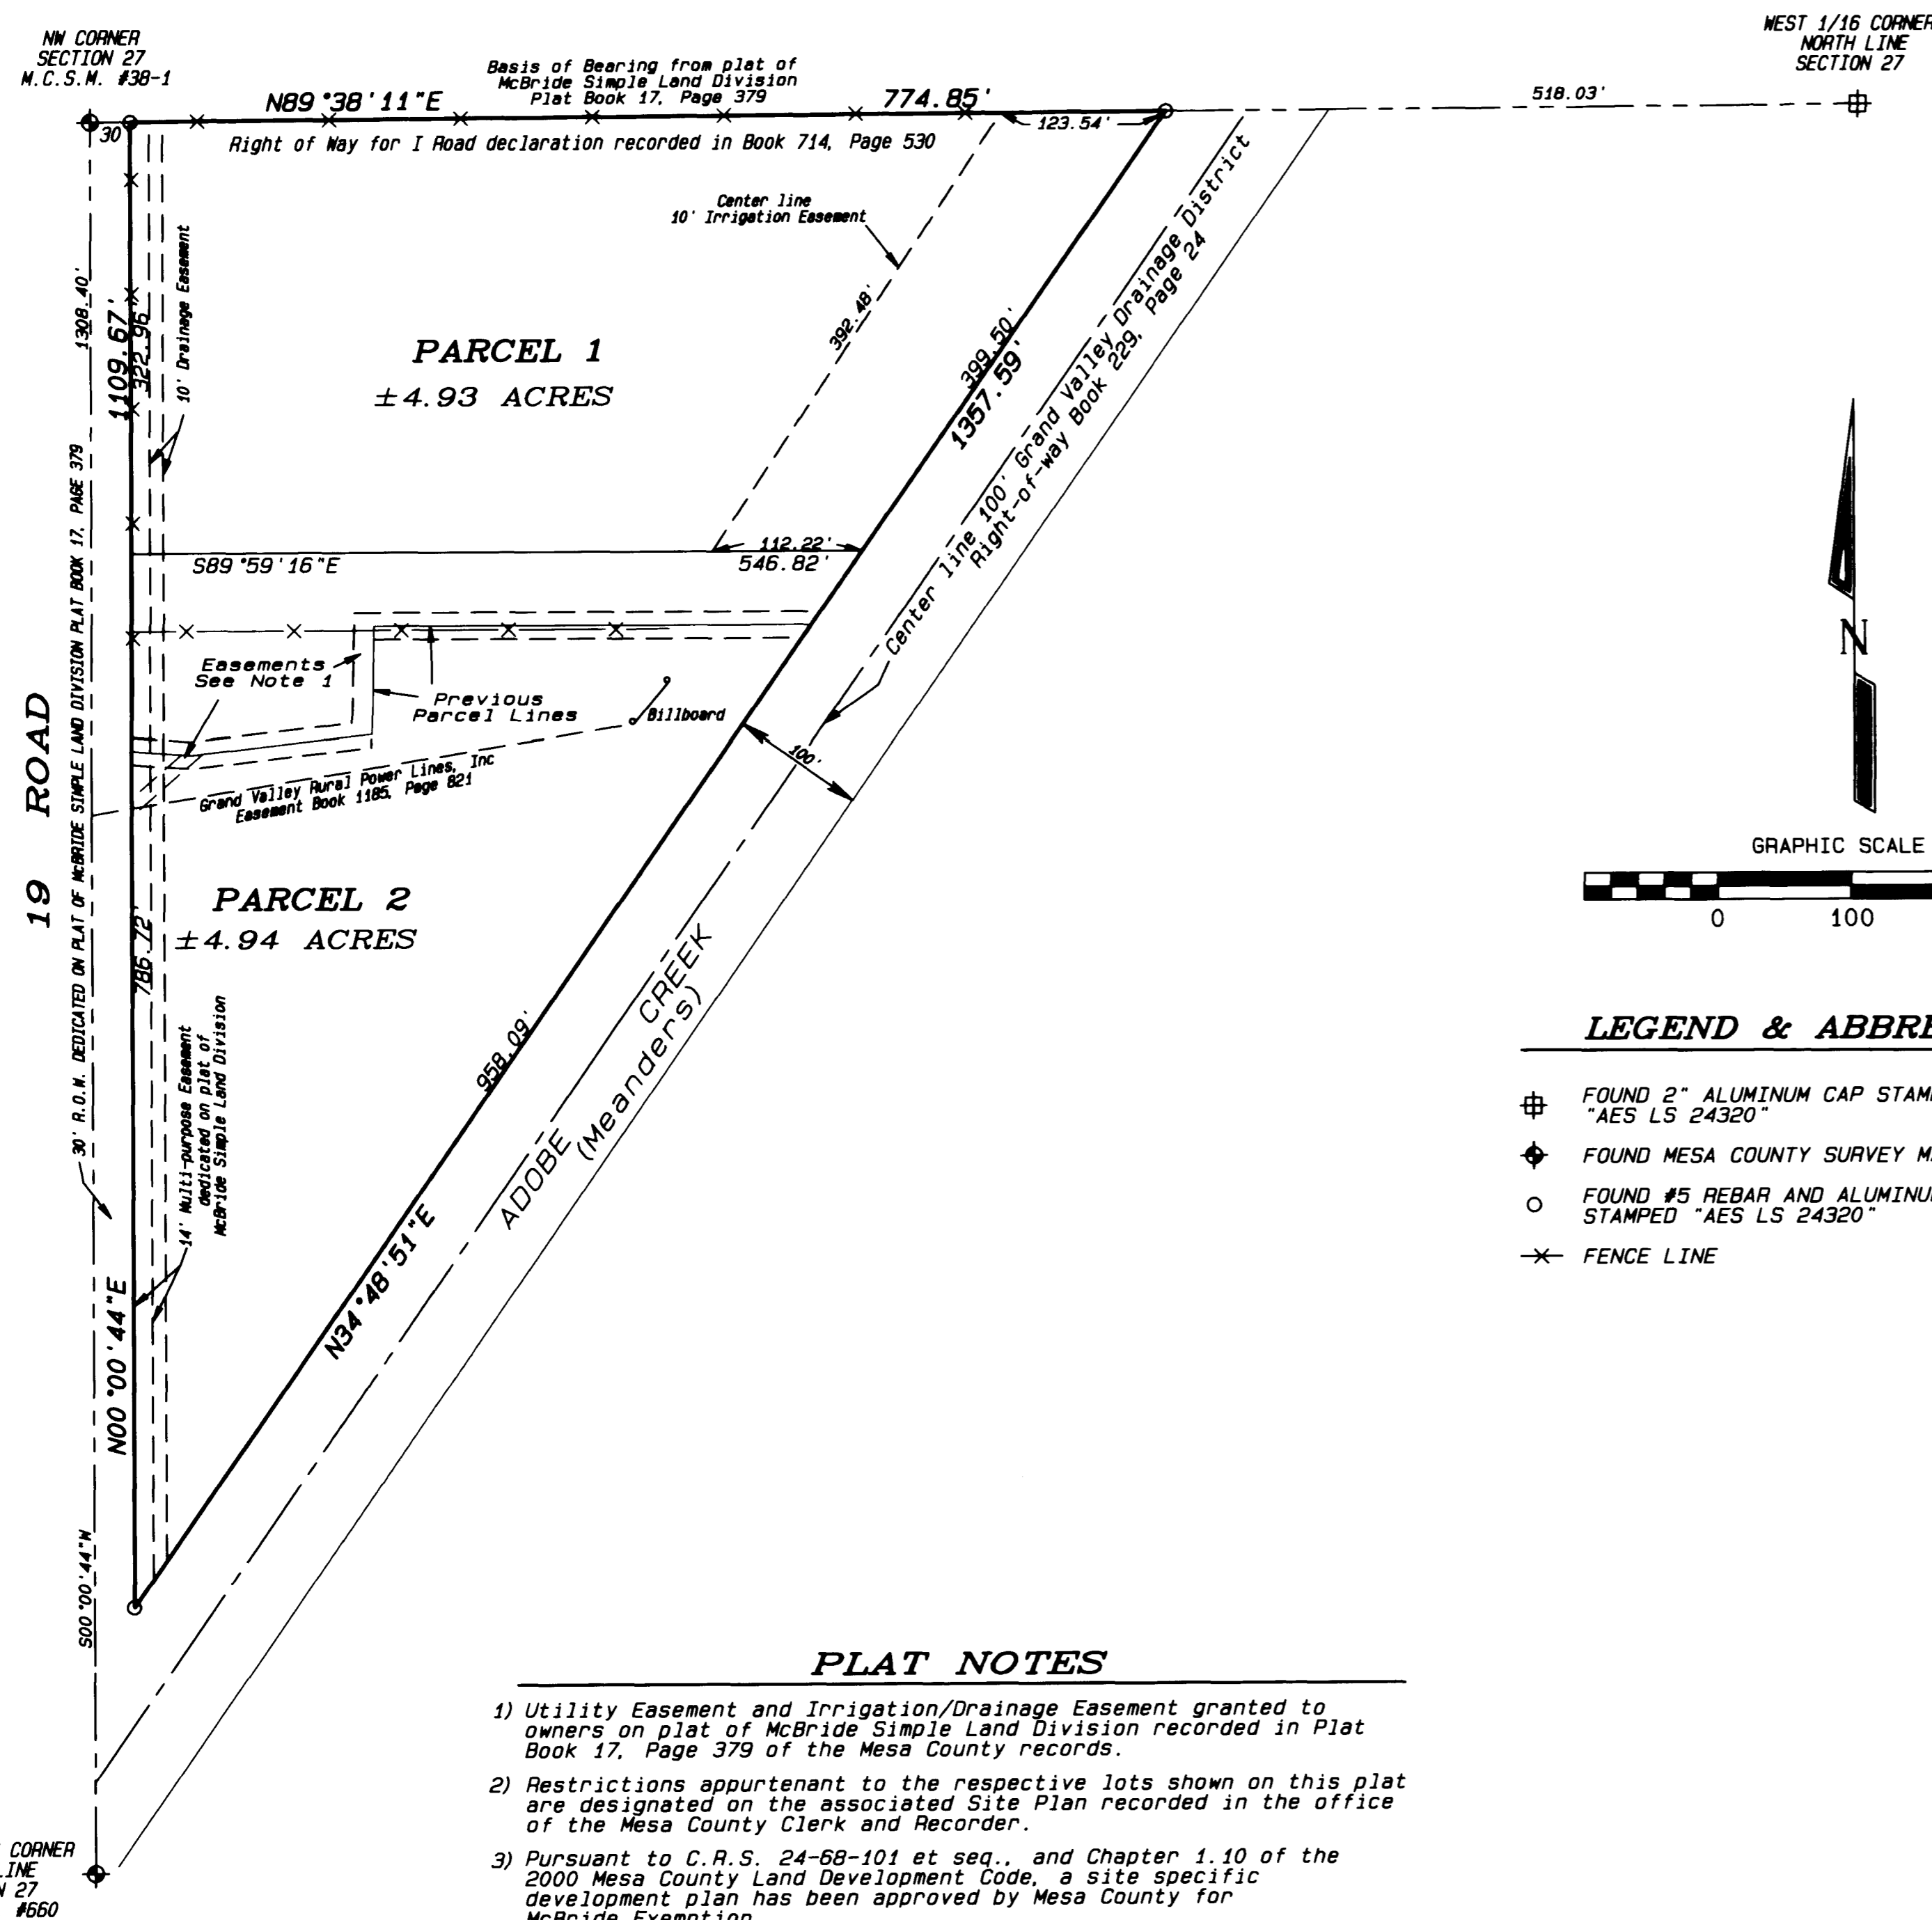 NW CORNER
SECTION 27
M.C.S.M. #38-1
WEST 1/16 CORNER
NORTH LINE
SECTION 27
Basis of Bearing from plat of
McBride Simple Land Division
Plat Book 17, Page 379
N89°38'11"E
774.85'
518.03'
30
123.54'
Right of Way for I Road declaration recorded in Book 714, Page 530
Center line
10' Irrigation Easement
10' Drainage Easement
1308.40'
1109.67'
322.96'
392.48'
399.50'
1357.59'
Center line 100' Grand Valley Drainage District
Right-of-way Book 229, Page 24
PARCEL 1
±4.93 ACRES
S89°59'16"E
112.22'
546.82'
Easements
See Note 1
Previous
Parcel Lines
Billboard
100'
Grand Valley Rural Power Lines, Inc
Easement Book 1185, Page 821
19 ROAD
30' R.O.W. DEDICATED ON PLAT OF McBRIDE SIMPLE LAND DIVISION PLAT BOOK 17, PAGE 379
PARCEL 2
±4.94 ACRES
786.72'
14' Multi-purpose Easement
dedicated on plat of
McBride Simple Land Division
958.09'
ADOBE CREEK
(Meanders)
N34°48'51"E
N00°00'44"E
S00°00'44"W
N
GRAPHIC SCALE
0 100
LEGEND & ABBRE
FOUND 2" ALUMINUM CAP STAM
"AES LS 24320"
FOUND MESA COUNTY SURVEY M
FOUND #5 REBAR AND ALUMINU
STAMPED "AES LS 24320"
FENCE LINE
CORNER
LINE
N 27
#660
PLAT NOTES
1) Utility Easement and Irrigation/Drainage Easement granted to
owners on plat of McBride Simple Land Division recorded in Plat
Book 17, Page 379 of the Mesa County records.
2) Restrictions appurtenant to the respective lots shown on this plat
are designated on the associated Site Plan recorded in the office
of the Mesa County Clerk and Recorder.
3) Pursuant to C.R.S. 24-68-101 et seq., and Chapter 1.10 of the
2000 Mesa County Land Development Code, a site specific
development plan has been approved by Mesa County for
McBride Exemption